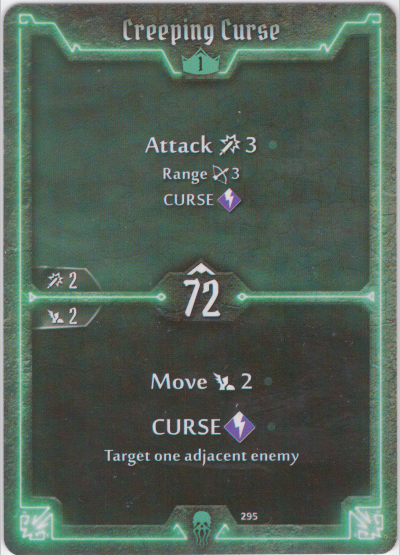 Creeping Curse
1
Attack 3
Range 3
CURSE
2
72
2
Move 2
CURSE
Target one adjacent enemy
295